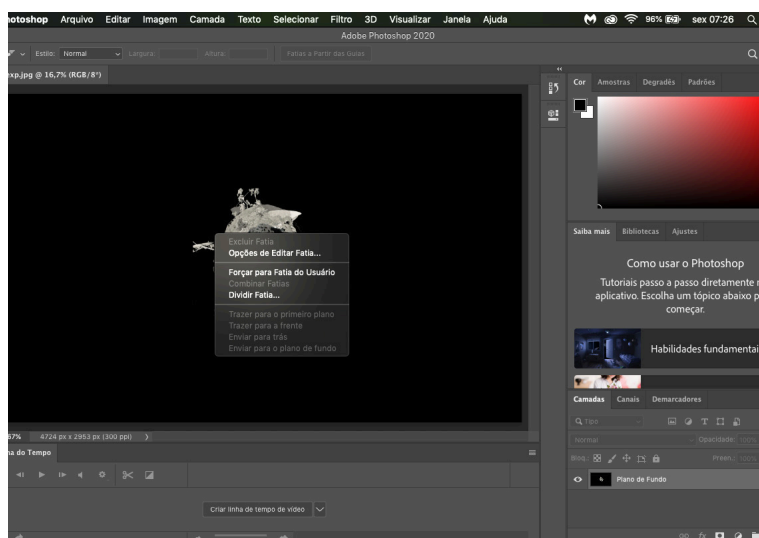 hotoshop Arquivo Editar Imagem Camada Texto Selecionar Filtro 3D Visualizar Janela Ajuda 96% sex 07:26
Adobe Photoshop 2020
Estilo: Normal Largura: Altura: Fatias a Partir das Guias
exp.jpg @ 16,7% (RGB/8*)
Cor Amostras Degradês Padrões
Excluir Fatia
Opções de Editar Fatia...
Forçar para Fatia do Usuário
Combinar Fatias
Dividir Fatia...
Trazer para o primeiro plano
Trazer para a frente
Enviar para trás
Enviar para o plano de fundo
Saiba mais Bibliotecas Ajustes
Como usar o Photoshop
Tutoriais passo a passo diretamente
aplicativo. Escolha um tópico abaixo p
começar.
Habilidades fundamentai
Camadas Canais Demarcadores
Tipo
Normal Opacidade: 100%
Bloq.: Preen.: 100%
Plano de Fundo
fx
67% 4724 px x 2953 px (300 ppi)
ha do Tempo
Criar linha de tempo de vídeo